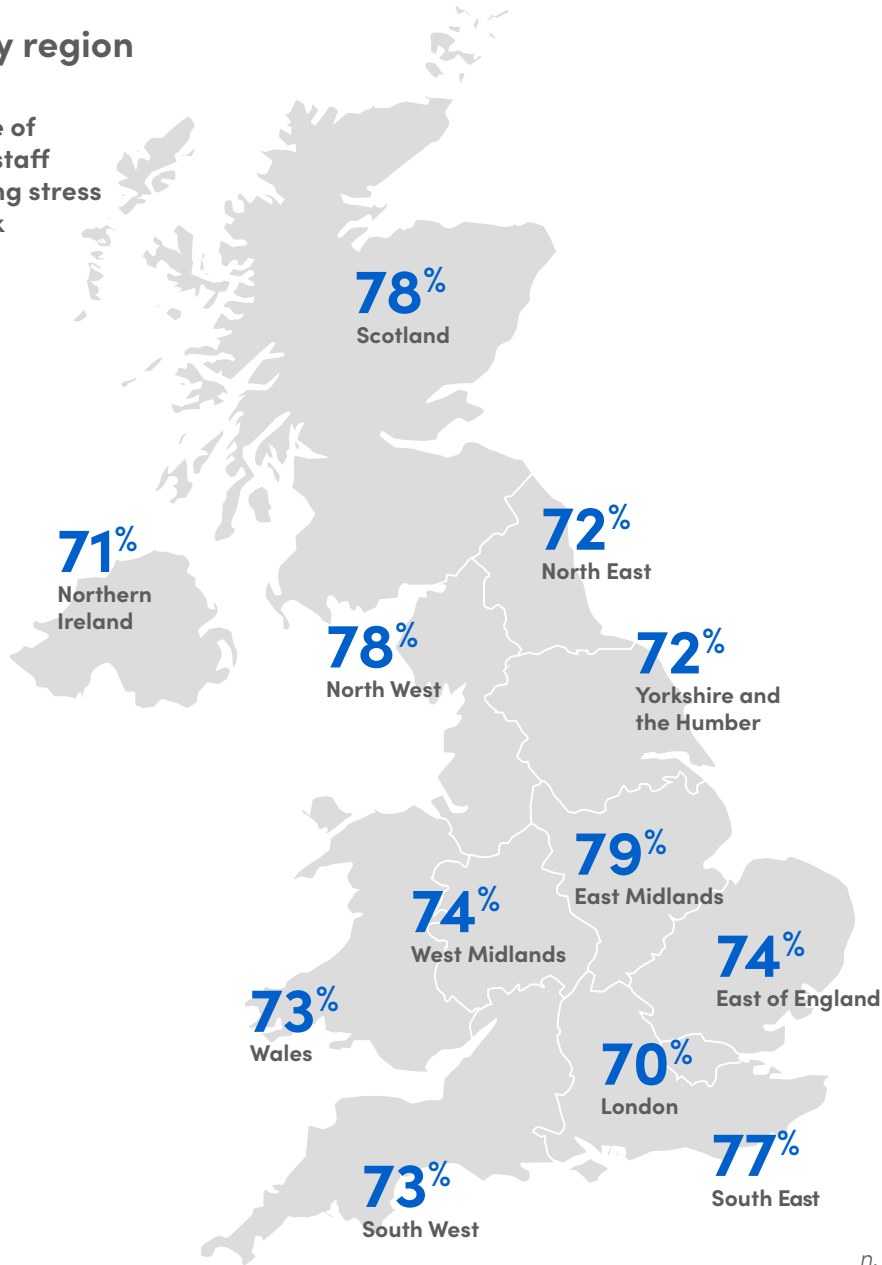 y region
e of
staff
ng stress
k
78%
Scotland
72%
North East
71%
Northern
Ireland
78%
North West
72%
Yorkshire and
the Humber
79%
East Midlands
74%
West Midlands
74%
East of England
73%
Wales
70%
London
77%
South East
73%
South West
n.